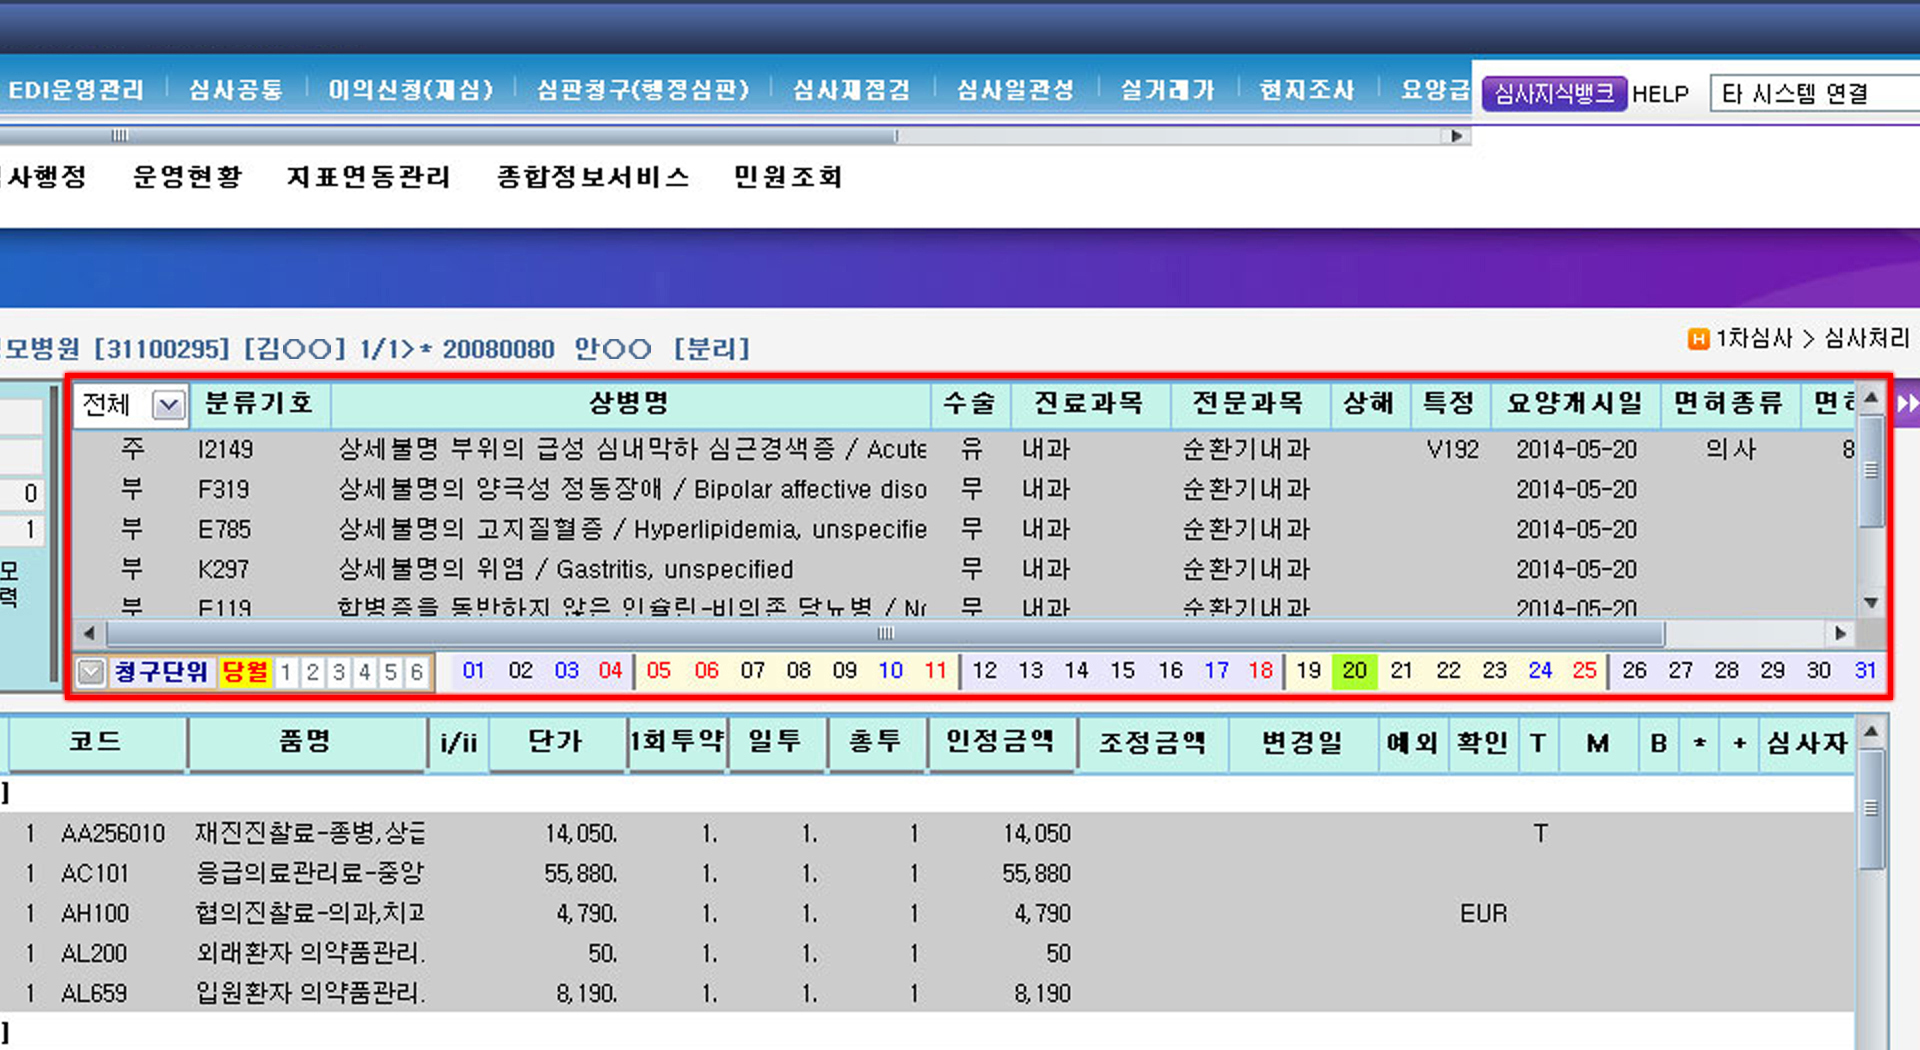 EDI운영관리 심사공통 이의신청(재심) 심판청구(행정심판) 심사재점검 심사일관성 실거래가 현지조사 요양급 심사지식뱅크 HELP 타 시스템 연결
사행정 운영현황 지표연동관리 종합정보서비스 민원조회
모병원 [31100295] [김○○] 1/1>* 20080080 안○○ [분리]
H 1차심사 > 심사처리
전체 분류기호 상병명 수술 진료과목 전문과목 상해 특정 요양개시일 면허종류 면허
주 I2149 상세불명 부위의 급성 심내막하 심근경색증 / Acute 유 내과 순환기내과 V192 2014-05-20 의사 8
부 F319 상세불명의 양극성 정동장애 / Bipolar affective diso 무 내과 순환기내과 2014-05-20
부 E785 상세불명의 고지질혈증 / Hyperlipidemia, unspecifie 무 내과 순환기내과 2014-05-20
부 K297 상세불명의 위염 / Gastritis, unspecified 무 내과 순환기내과 2014-05-20
부 E119 합병증을 동반하지 않은 인슐린-비의존 당뇨병 / No 무 내과 순환기내과 2014-05-20
0
1
모
력
청구단위 당월 1 2 3 4 5 6 01 02 03 04 05 06 07 08 09 10 11 12 13 14 15 16 17 18 19 20 21 22 23 24 25 26 27 28 29 30 31
코드 품명 i/ii 단가 1회투약 일투 총투 인정금액 조정금액 변경일 예외 확인 T M B * + 심사자
]
1 AA256010 재진진찰료-종병,상급 14,050. 1. 1. 1 14,050 T
1 AC101 응급의료관리료-중앙 55,880. 1. 1. 1 55,880
1 AH100 협의진찰료-의과,치과 4,790. 1. 1. 1 4,790 EUR
1 AL200 외래환자 의약품관리. 50. 1. 1. 1 50
1 AL659 입원환자 의약품관리. 8,190. 1. 1. 1 8,190
]